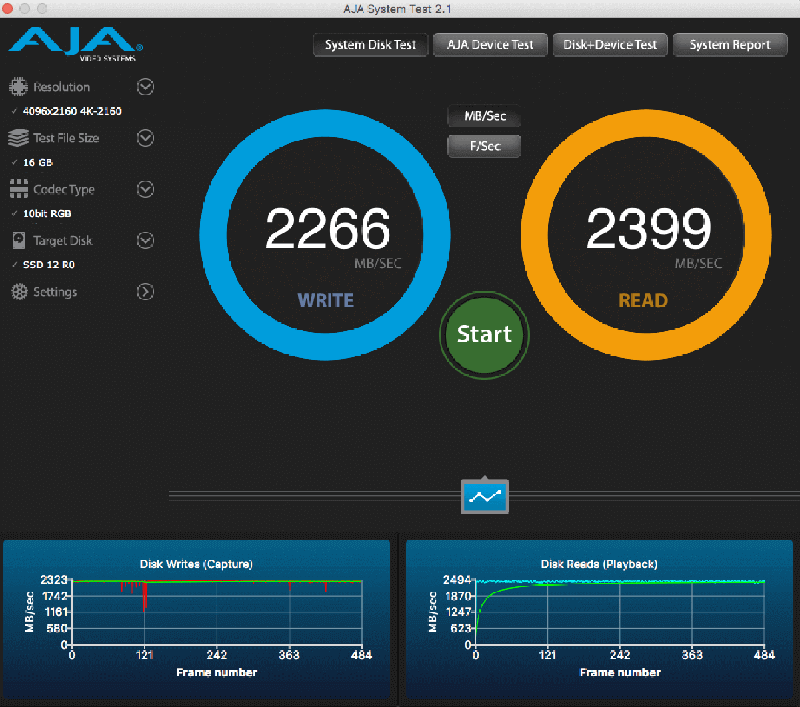 AJA System Test 2.1
AJA
VIDEO SYSTEMS
System Disk Test
AJA Device Test
Disk+Device Test
System Report
Resolution
✓ 4096x2160 4K-2160
Test File Size
✓ 16 GB
Codec Type
✓ 10bit RGB
Target Disk
✓ SSD 12 R0
Settings
MB/Sec
F/Sec
2266
MB/SEC
WRITE
2399
MB/SEC
READ
Start
Disk Writes (Capture)
MB/sec
2323
1742
1161
580
0
0 121 242 363 484
Frame number
Disk Reads (Playback)
MB/sec
2494
1870
1247
623
0
0 121 242 363 484
Frame number